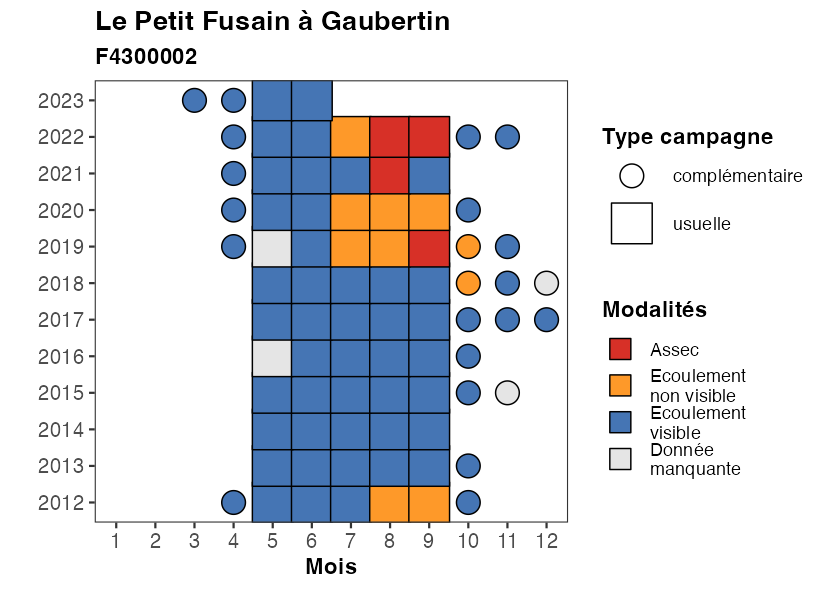 Le Petit Fusain à Gaubertin
F4300002
2023
2022
2021
2020
2019
2018
2017
2016
2015
2014
2013
2012
1 2 3 4 5 6 7 8 9 10 11 12
Mois
Type campagne
complémentaire
usuelle
Modalités
Assec
Ecoulement
non visible
Ecoulement
visible
Donnée
manquante